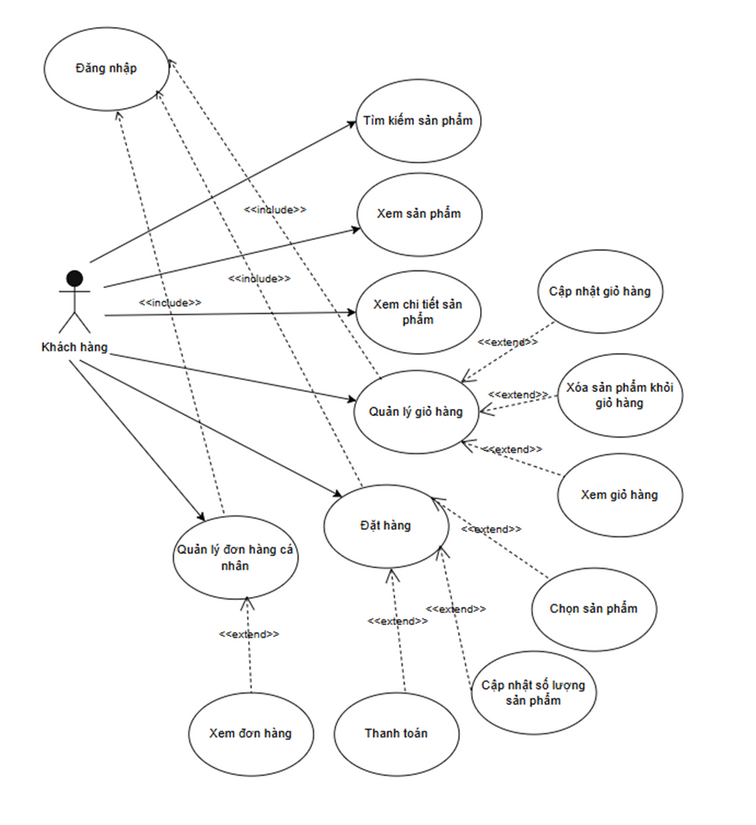 Đăng nhập
Tìm kiếm sản phẩm
Xem sản phẩm
<<include>>
<<include>>
<<include>>
Xem chi tiết sản
phẩm
Cập nhật giỏ hàng
Khách hàng
<<extend>>
Quản lý giỏ hàng
<<extend>>
Xóa sản phẩm khỏi
giỏ hàng
<<extend>>
Xem giỏ hàng
Đặt hàng
<<extend>>
Quản lý đơn hàng cá
nhân
Chọn sản phẩm
<<extend>>
<<extend>>
<<extend>>
Cập nhật số lượng
sản phẩm
Xem đơn hàng
Thanh toán